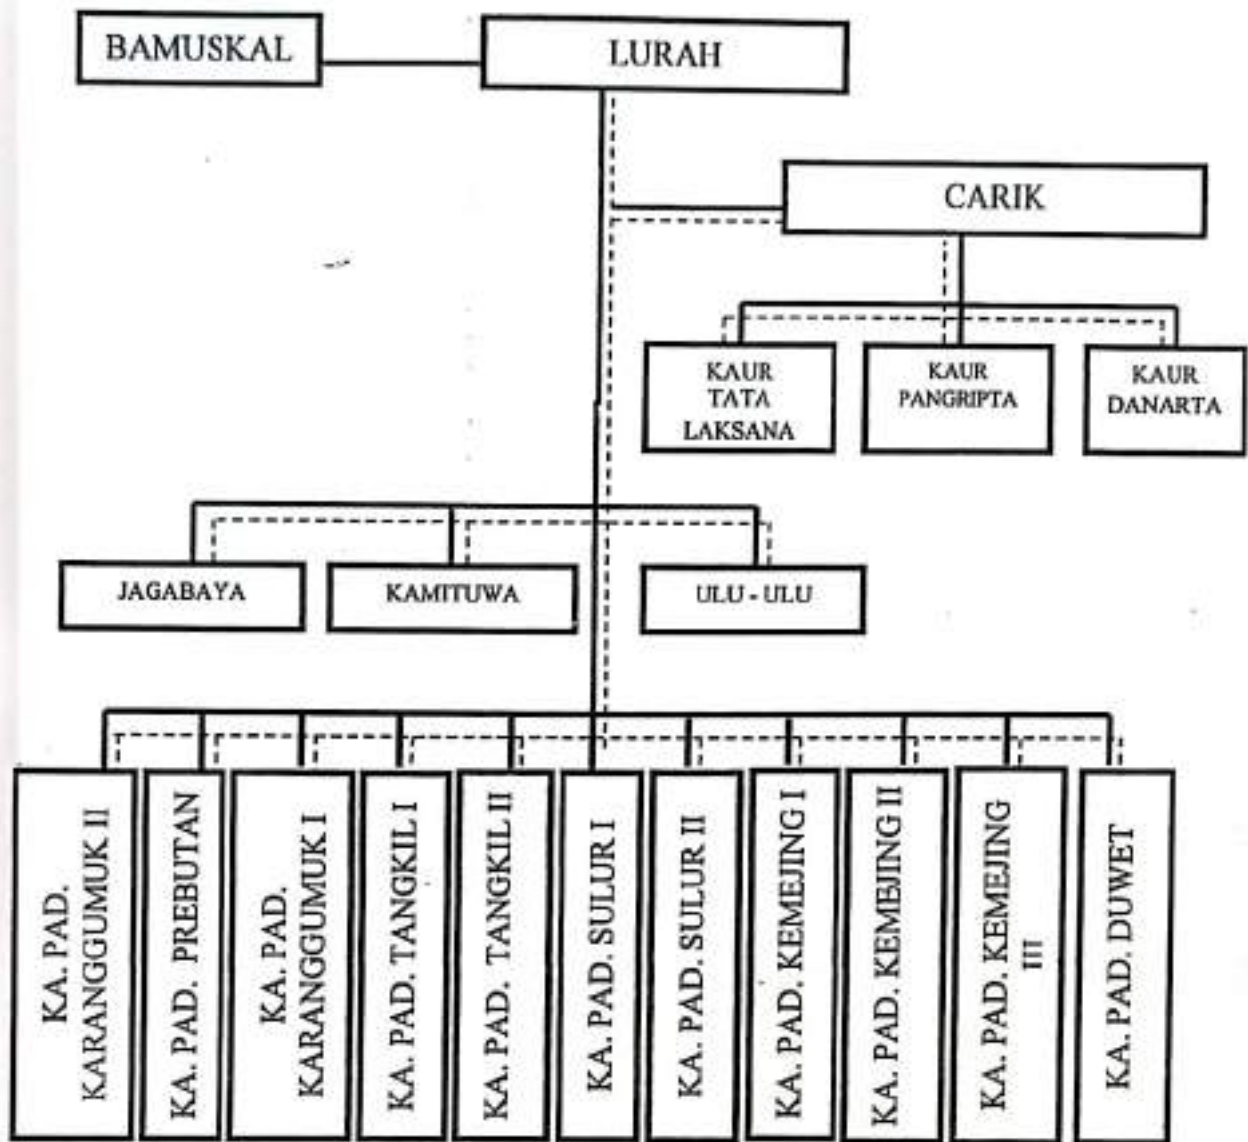 BAMUSKAL
LURAH
CARIK
KAUR
TATA
LAKSANA
KAUR
PANGRIPTA
KAUR
DANARTA
JAGABAYA
KAMITUWA
ULU - ULU
KA. PAD.
KARANGGUMUK II
KA. PAD. PREBUTAN
KA. PAD.
KARANGGUMUK I
KA. PAD. TANGKIL I
KA. PAD. TANGKIL II
KA. PAD. SULUR I
KA. PAD. SULUR II
KA. PAD. KEMEJING I
KA. PAD. KEMEJING II
KA. PAD. KEMEJING
III
KA. PAD. DUWET